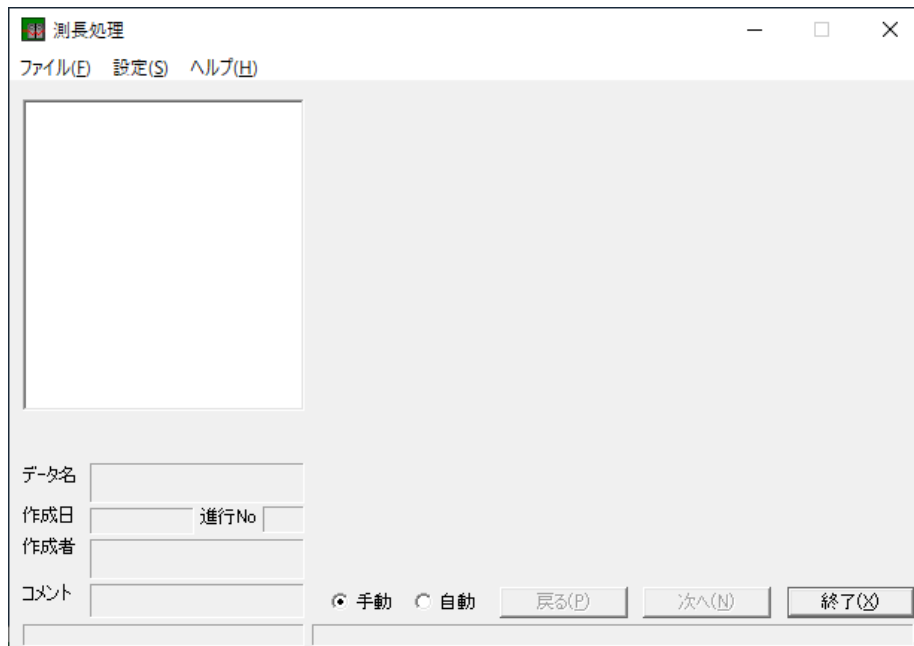 測長処理
ファイル(F) 設定(S) ヘルプ(H)
データ名
作成日 進行No
作成者
コメント
手動 自動 戻る(P) 次へ(N) 終了(X)